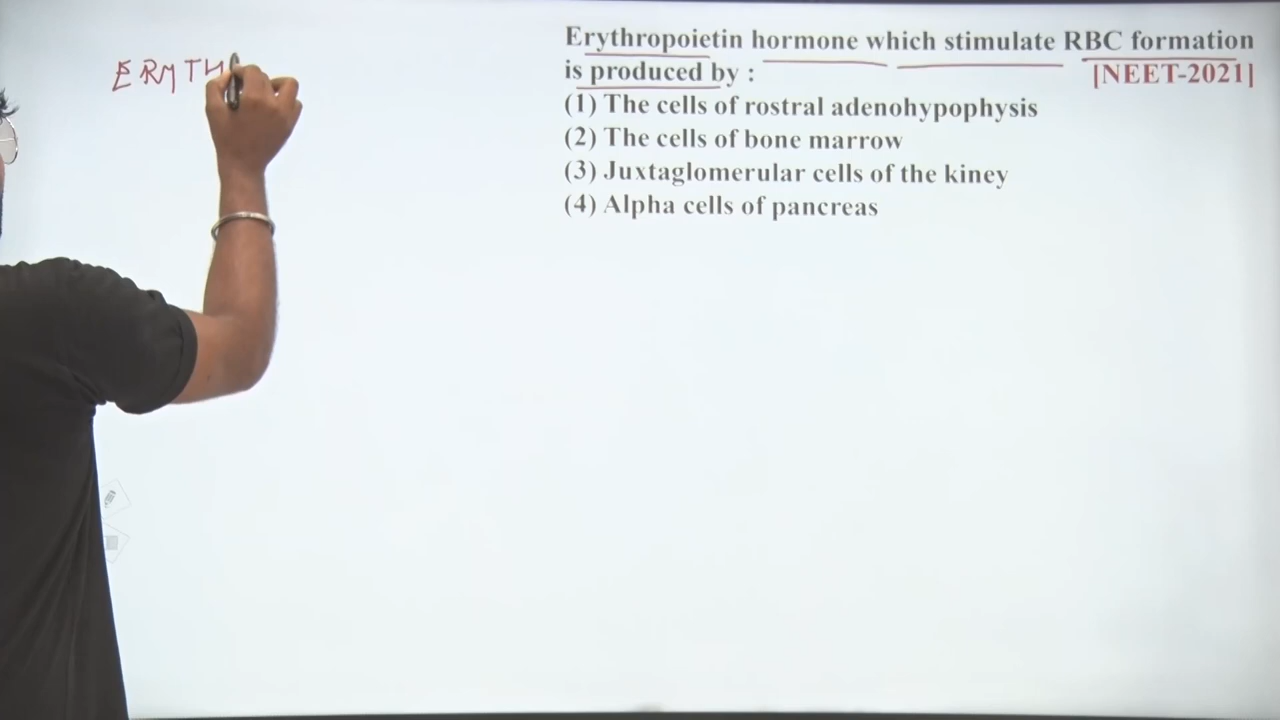 ERYTH
Erythropoietin hormone which stimulate RBC formation
is produced by :
[NEET-2021]
(1) The cells of rostral adenohypophysis
(2) The cells of bone marrow
(3) Juxtaglomerular cells of the kiney
(4) Alpha cells of pancreas